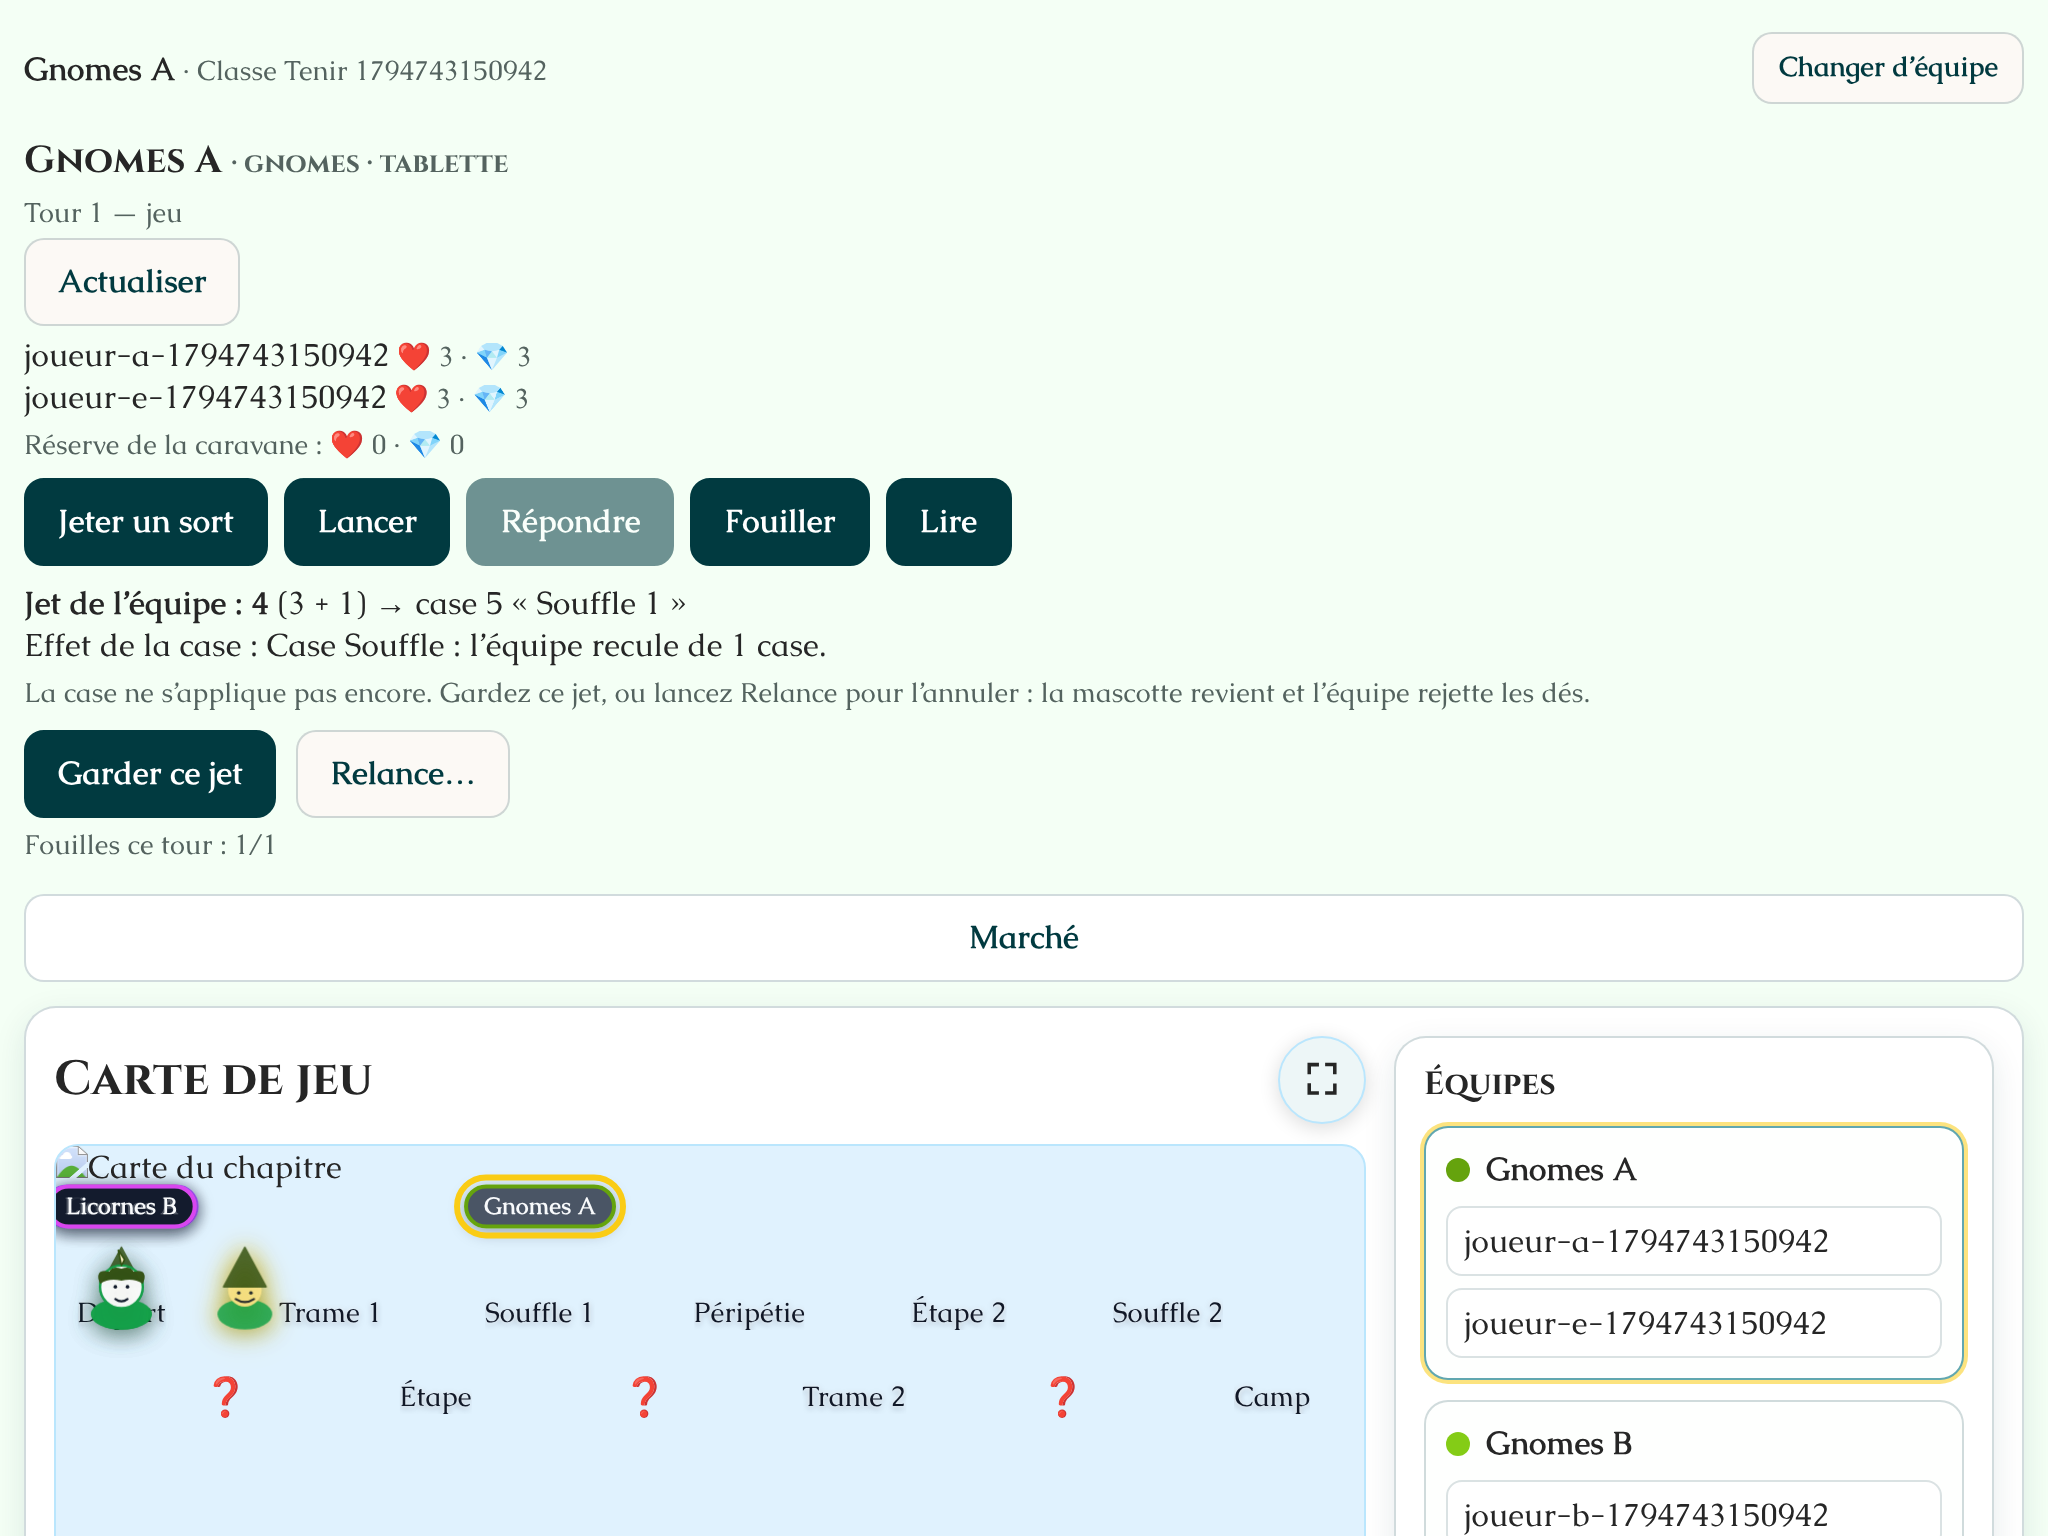 Gnomes A · Classe Tenir 1794743150942
Changer d’équipe
Gnomes A · gnomes · tablette
Tour 1 — jeu
Actualiser
joueur-a-1794743150942 ❤️ 3 · 💎 3
joueur-e-1794743150942 ❤️ 3 · 💎 3
Réserve de la caravane : ❤️ 0 · 💎 0
Jeter un sort
Lancer
Répondre
Fouiller
Lire
Jet de l’équipe : 4 (3 + 1) → case 5 « Souffle 1 »
Effet de la case : Case Souffle : l’équipe recule de 1 case.
La case ne s’applique pas encore. Gardez ce jet, ou lancez Relance pour l’annuler : la mascotte revient et l’équipe rejette les dés.
Garder ce jet
Relance…
Fouilles ce tour : 1/1
Marché
Carte de jeu
Carte du chapitre
Licornes B
Gnomes A
Trame 1
Souffle 1
Péripétie
Étape 2
Souffle 2
❓
Étape
❓
Trame 2
❓
Camp
Équipes
Gnomes A
joueur-a-1794743150942
joueur-e-1794743150942
Gnomes B
joueur-b-1794743150942